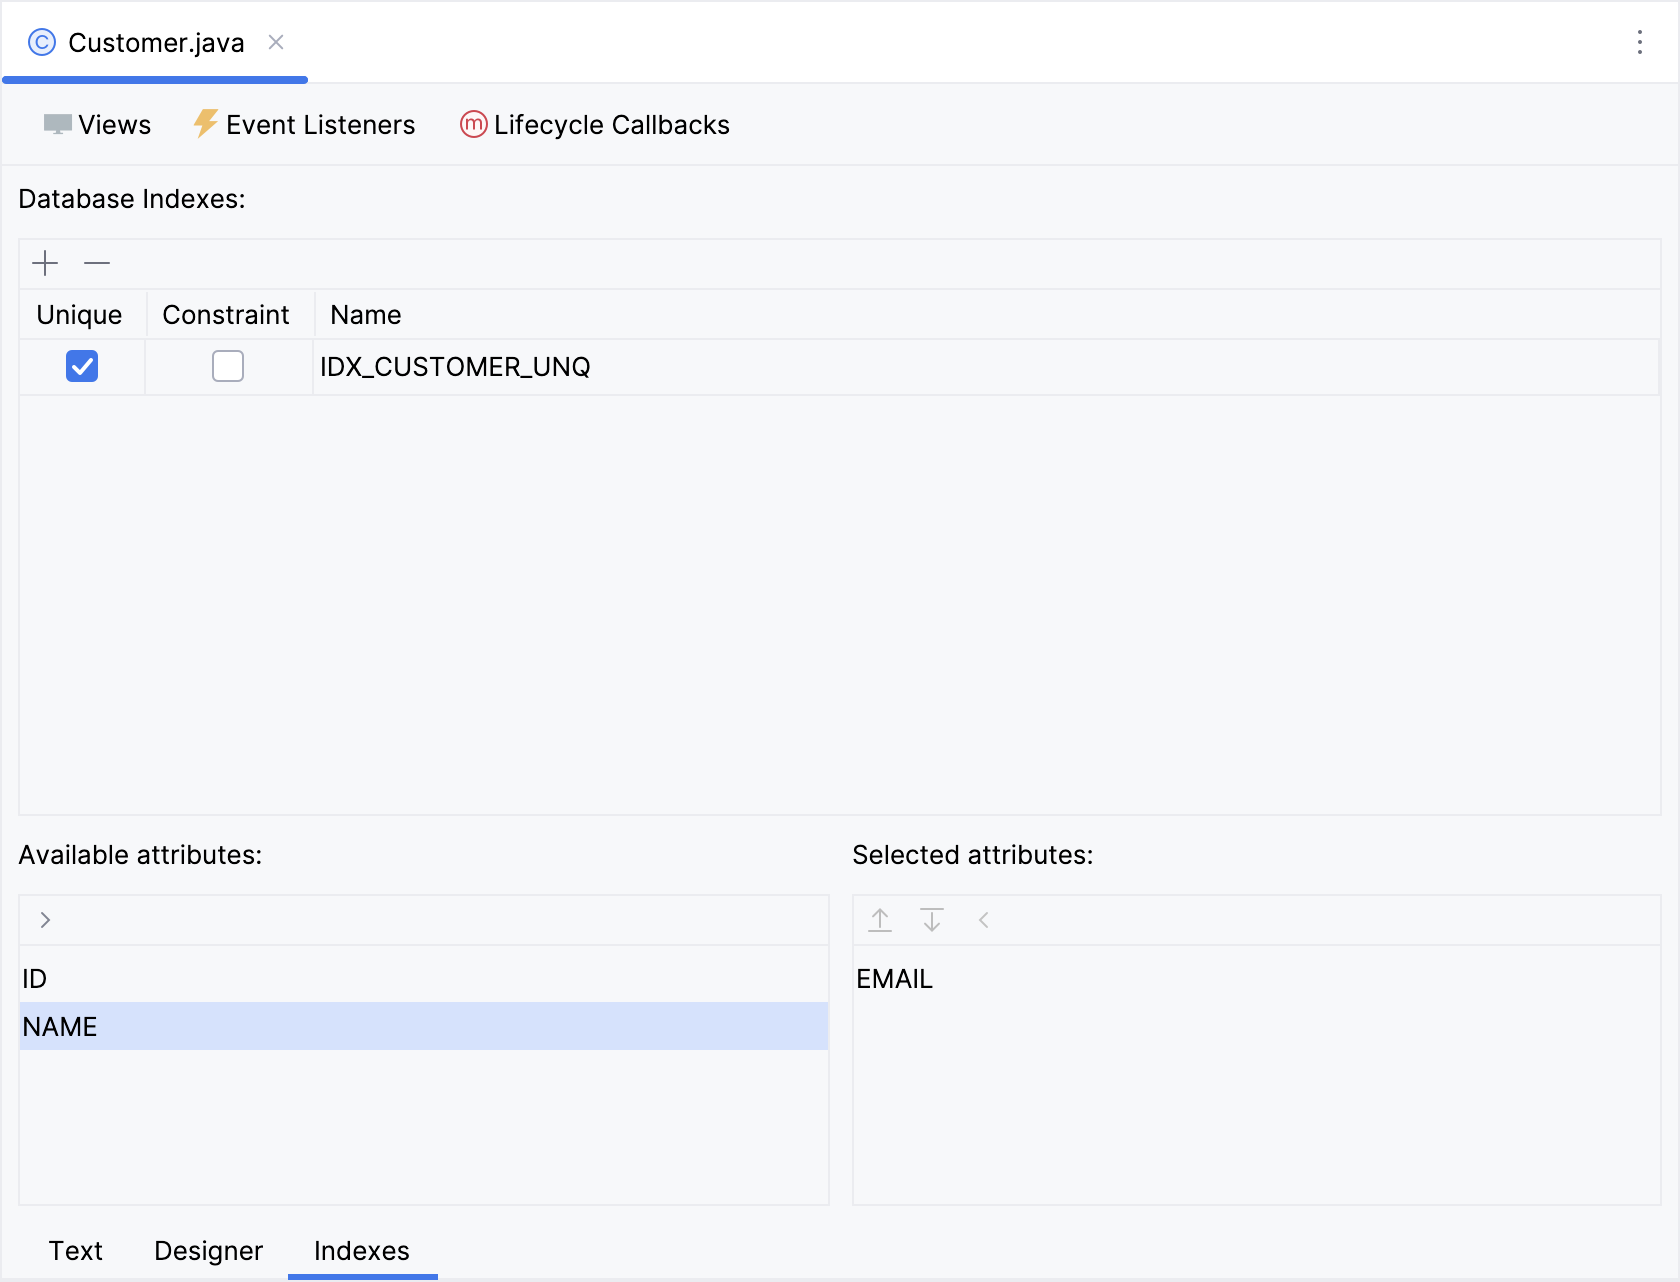 Customer.java
Views Event Listeners Lifecycle Callbacks
Database Indexes:
Unique Constraint Name
IDX_CUSTOMER_UNQ
Available attributes:
ID
NAME
Selected attributes:
EMAIL
Text Designer Indexes